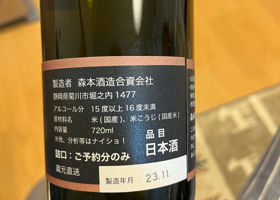 製造者 森本酒造合資会社
静岡県菊川市堀之内1477
アルコール分 15度以上16度未満
原材料名 米(国産)、米こうじ(国産米)
内容量 720ml
※他、分析等はナイショ!
品目
日本酒
詰口:ご予約分のみ
蔵元直送
製造年月 23.11